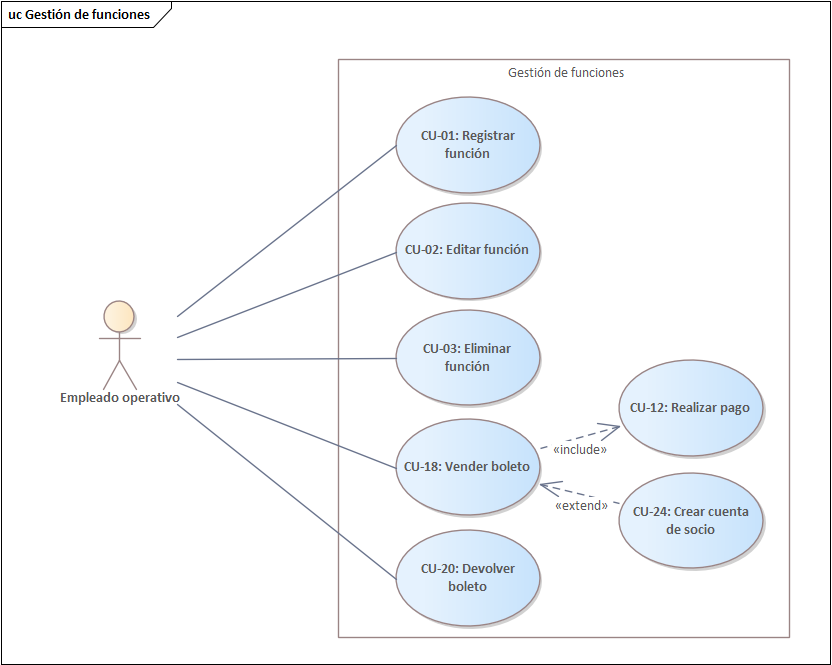 uc Gestión de funciones
Gestión de funciones
CU-01: Registrar
función
CU-02: Editar función
CU-03: Eliminar
función
Empleado operativo
CU-12: Realizar pago
«include»
CU-18: Vender boleto
«extend»
CU-24: Crear cuenta
de socio
CU-20: Devolver
boleto